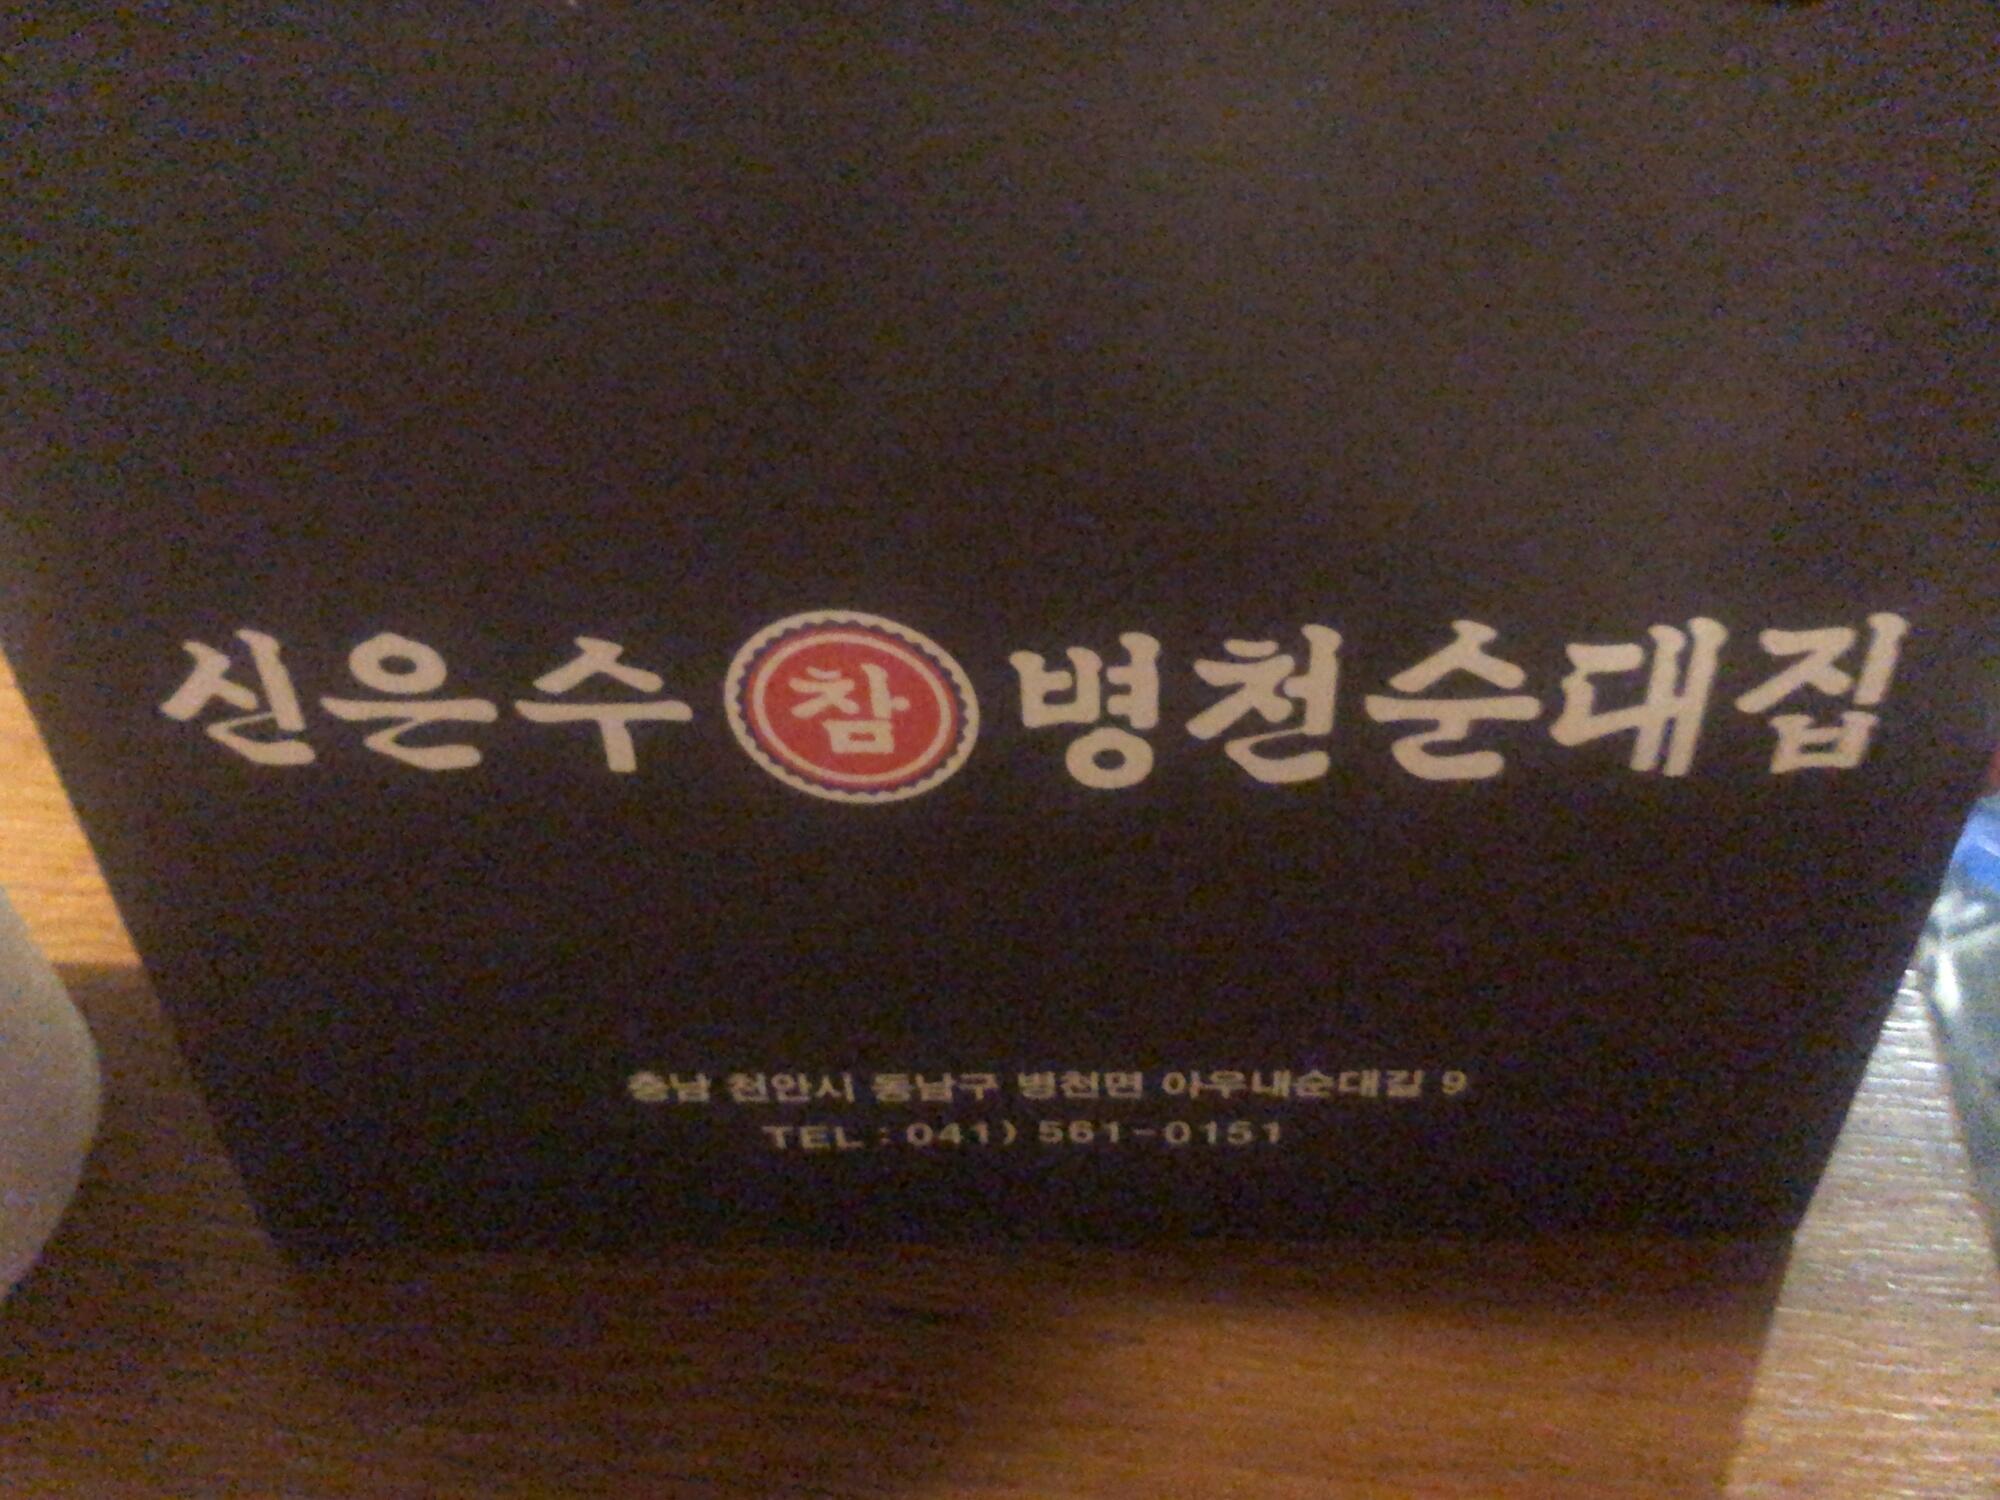 신은수 참 병천순대집
충남 천안시 동남구 병천면 아우내순대길 9
TEL : 041) 561-0151